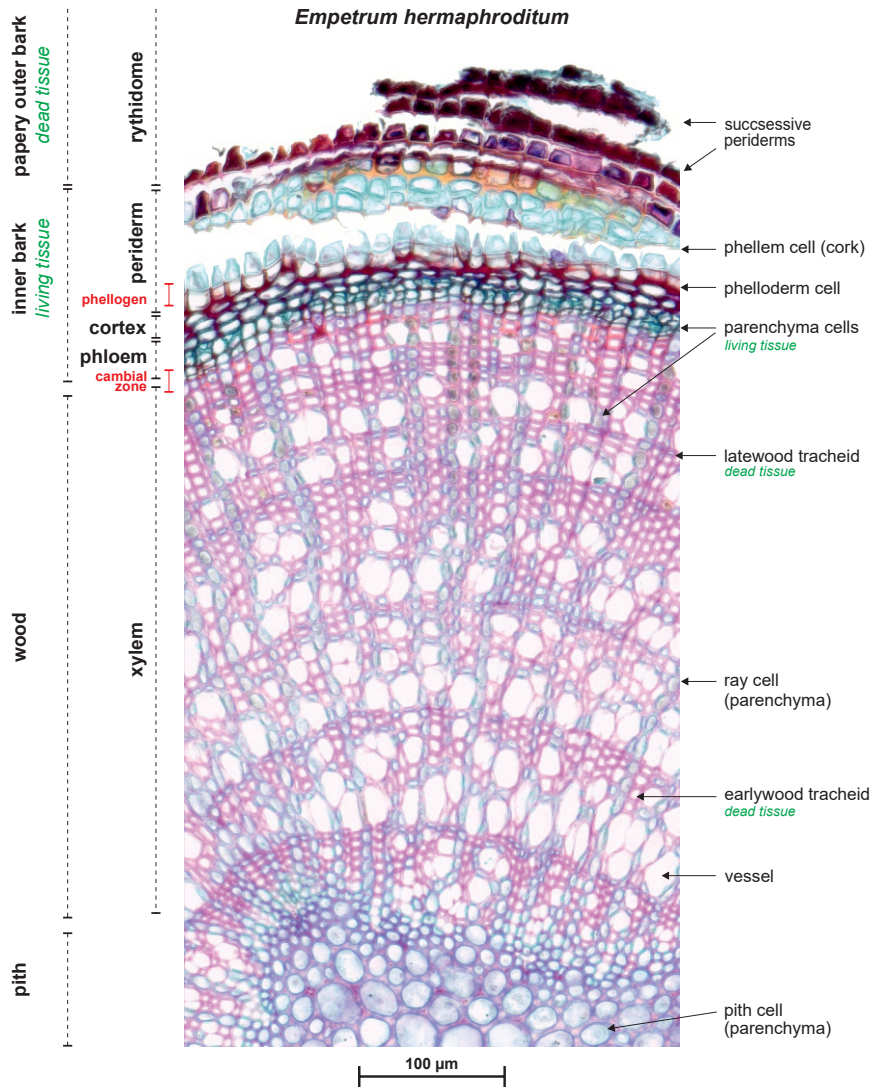 Empetrum hermaphroditum
papery outer bark
dead tissue
rythidome
succsessive
periderms
inner bark
living tissue
periderm
phellem cell (cork)
phellogen
phelloderm cell
cortex
parenchyma cells
living tissue
phloem
cambial
zone
latewood tracheid
dead tissue
wood
xylem
ray cell
(parenchyma)
earlywood tracheid
dead tissue
vessel
pith
pith cell
(parenchyma)
100 µm